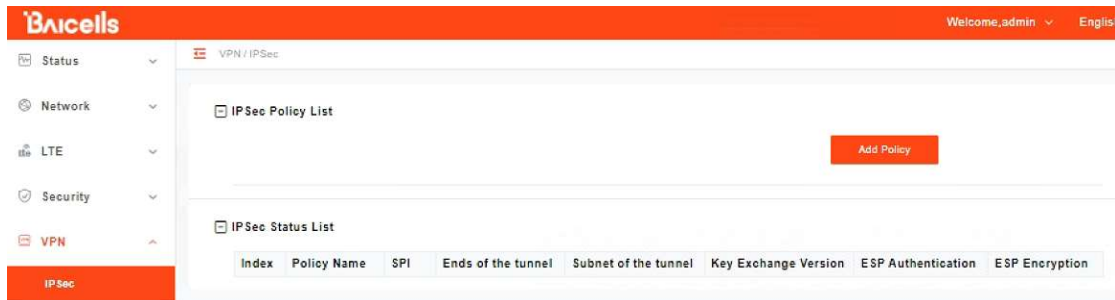 BAicells
Welcome,admin
Englis
Status
VPN / IPSec
Network
IPSec Policy List
LTE
Add Policy
Security
IPSec Status List
VPN
Index Policy Name SPI Ends of the tunnel Subnet of the tunnel Key Exchange Version ESP Authentication ESP Encryption
IPSec